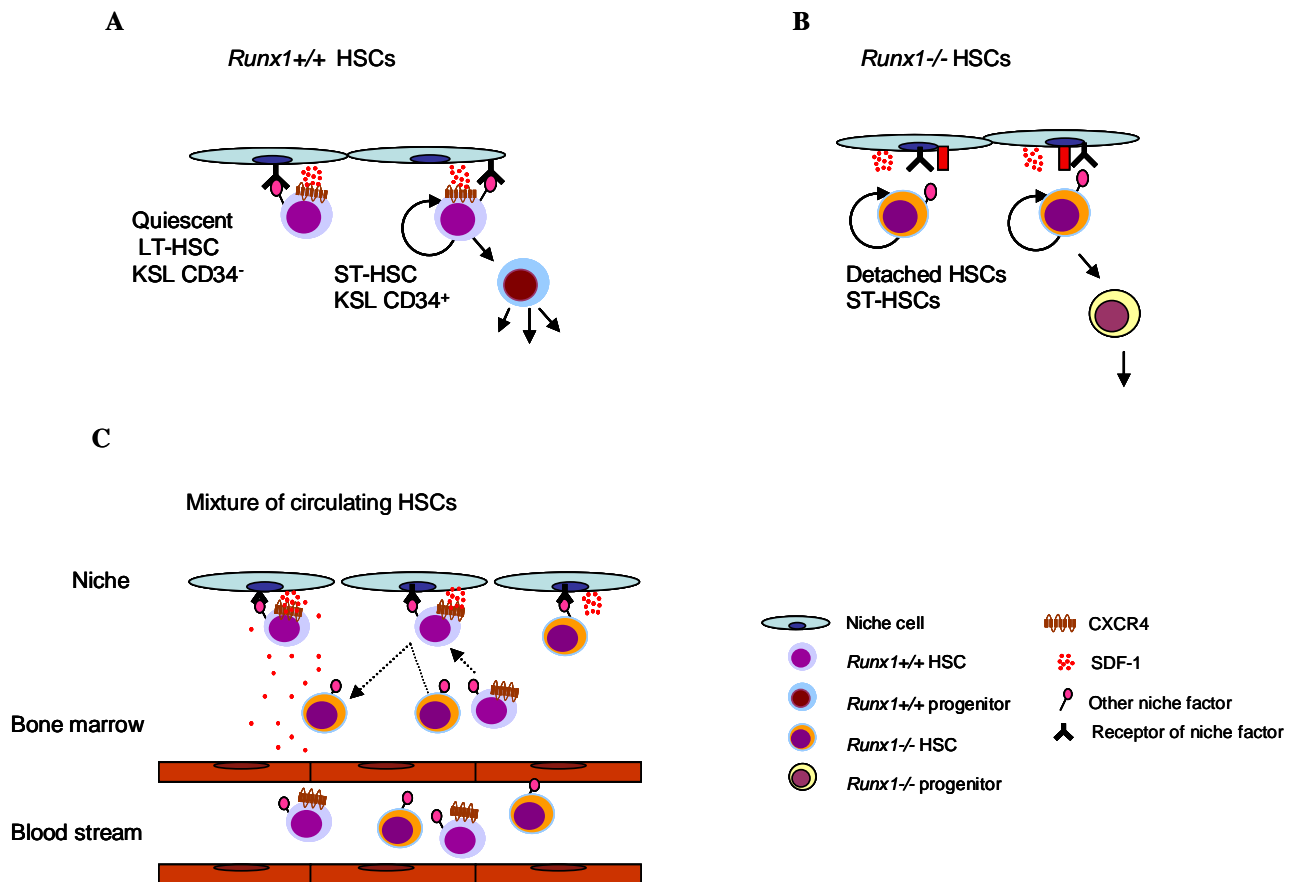 A
Runx1+/+ HSCs
Quiescent
LT-HSC
KSL CD34-
ST-HSC
KSL CD34+
B
Runx1-/- HSCs
Detached HSCs
ST-HSCs
C
Mixture of circulating HSCs
Niche
Bone marrow
Blood stream
Niche cell
Runx1+/+ HSC
Runx1+/+ progenitor
Runx1-/- HSC
Runx1-/- progenitor
CXCR4
SDF-1
Other niche factor
Receptor of niche factor